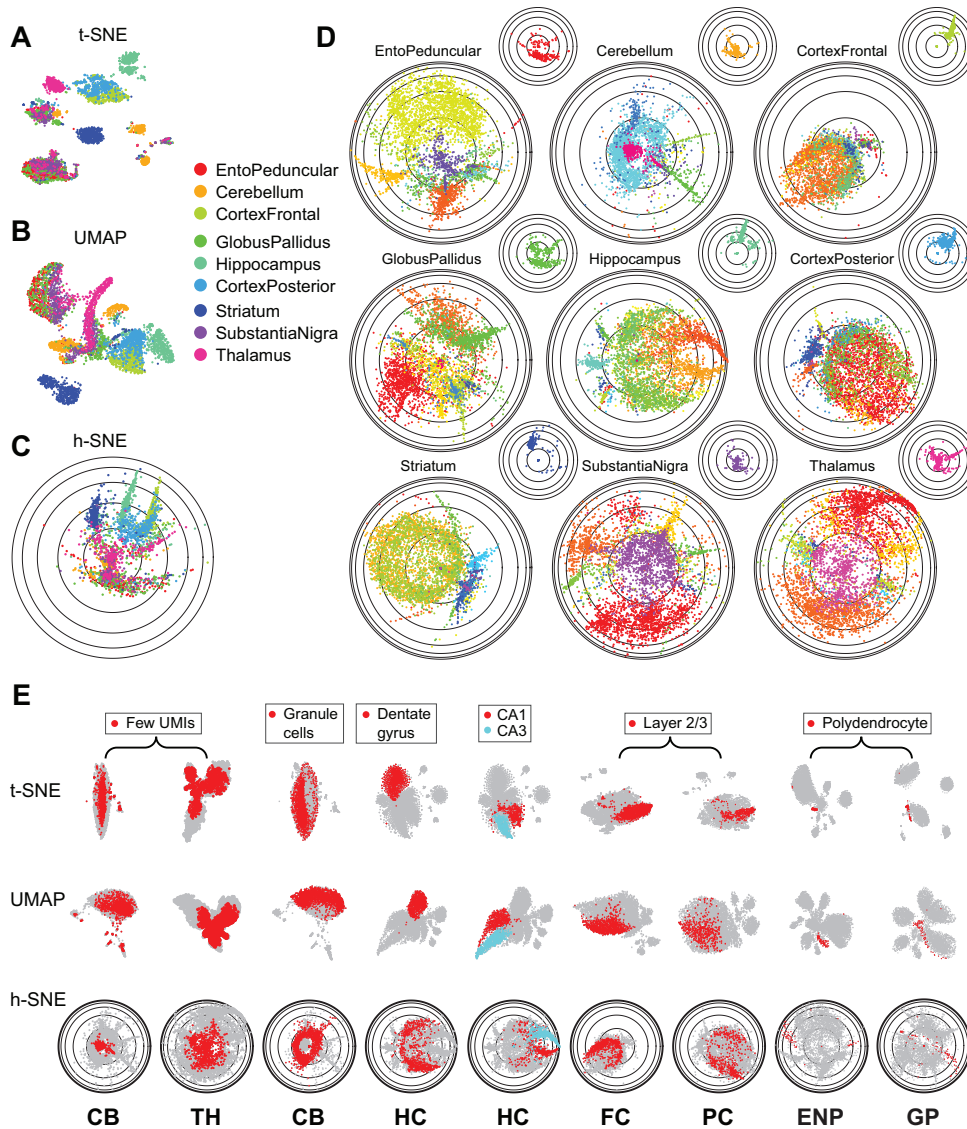 A
t-SNE
B
UMAP
C
h-SNE
EntoPeduncular
Cerebellum
CortexFrontal
GlobusPallidus
Hippocampus
CortexPosterior
Striatum
SubstantiaNigra
Thalamus
D
EntoPeduncular
Cerebellum
CortexFrontal
GlobusPallidus
Hippocampus
CortexPosterior
Striatum
SubstantiaNigra
Thalamus
E
Few UMIs
Granule
cells
Dentate
gyrus
CA1
CA3
Layer 2/3
Polydendrocyte
t-SNE
UMAP
h-SNE
CB
TH
CB
HC
HC
FC
PC
ENP
GP